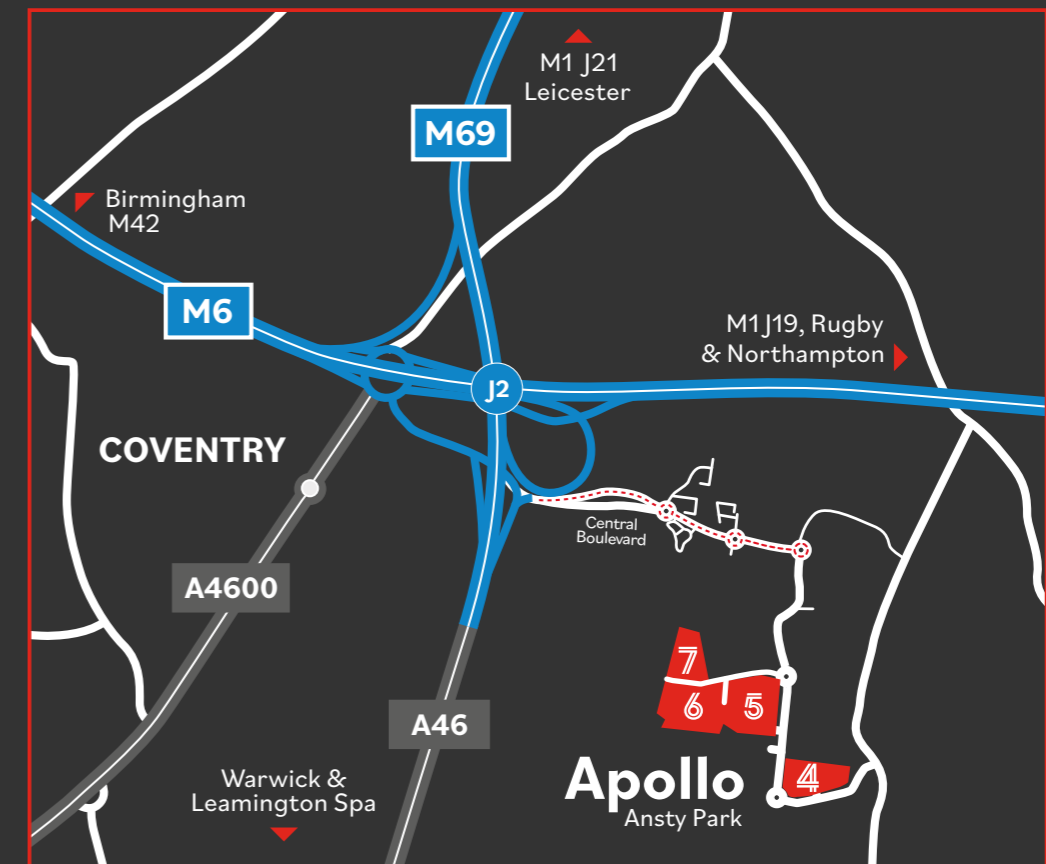 M1 J21
Leicester
M69
Birmingham
M42
M6
M1 J19, Rugby
& Northampton
J2
COVENTRY
Central
Boulevard
A4600
7
6
5
A46
4
Apollo
Ansty Park
Warwick &
Leamington Spa